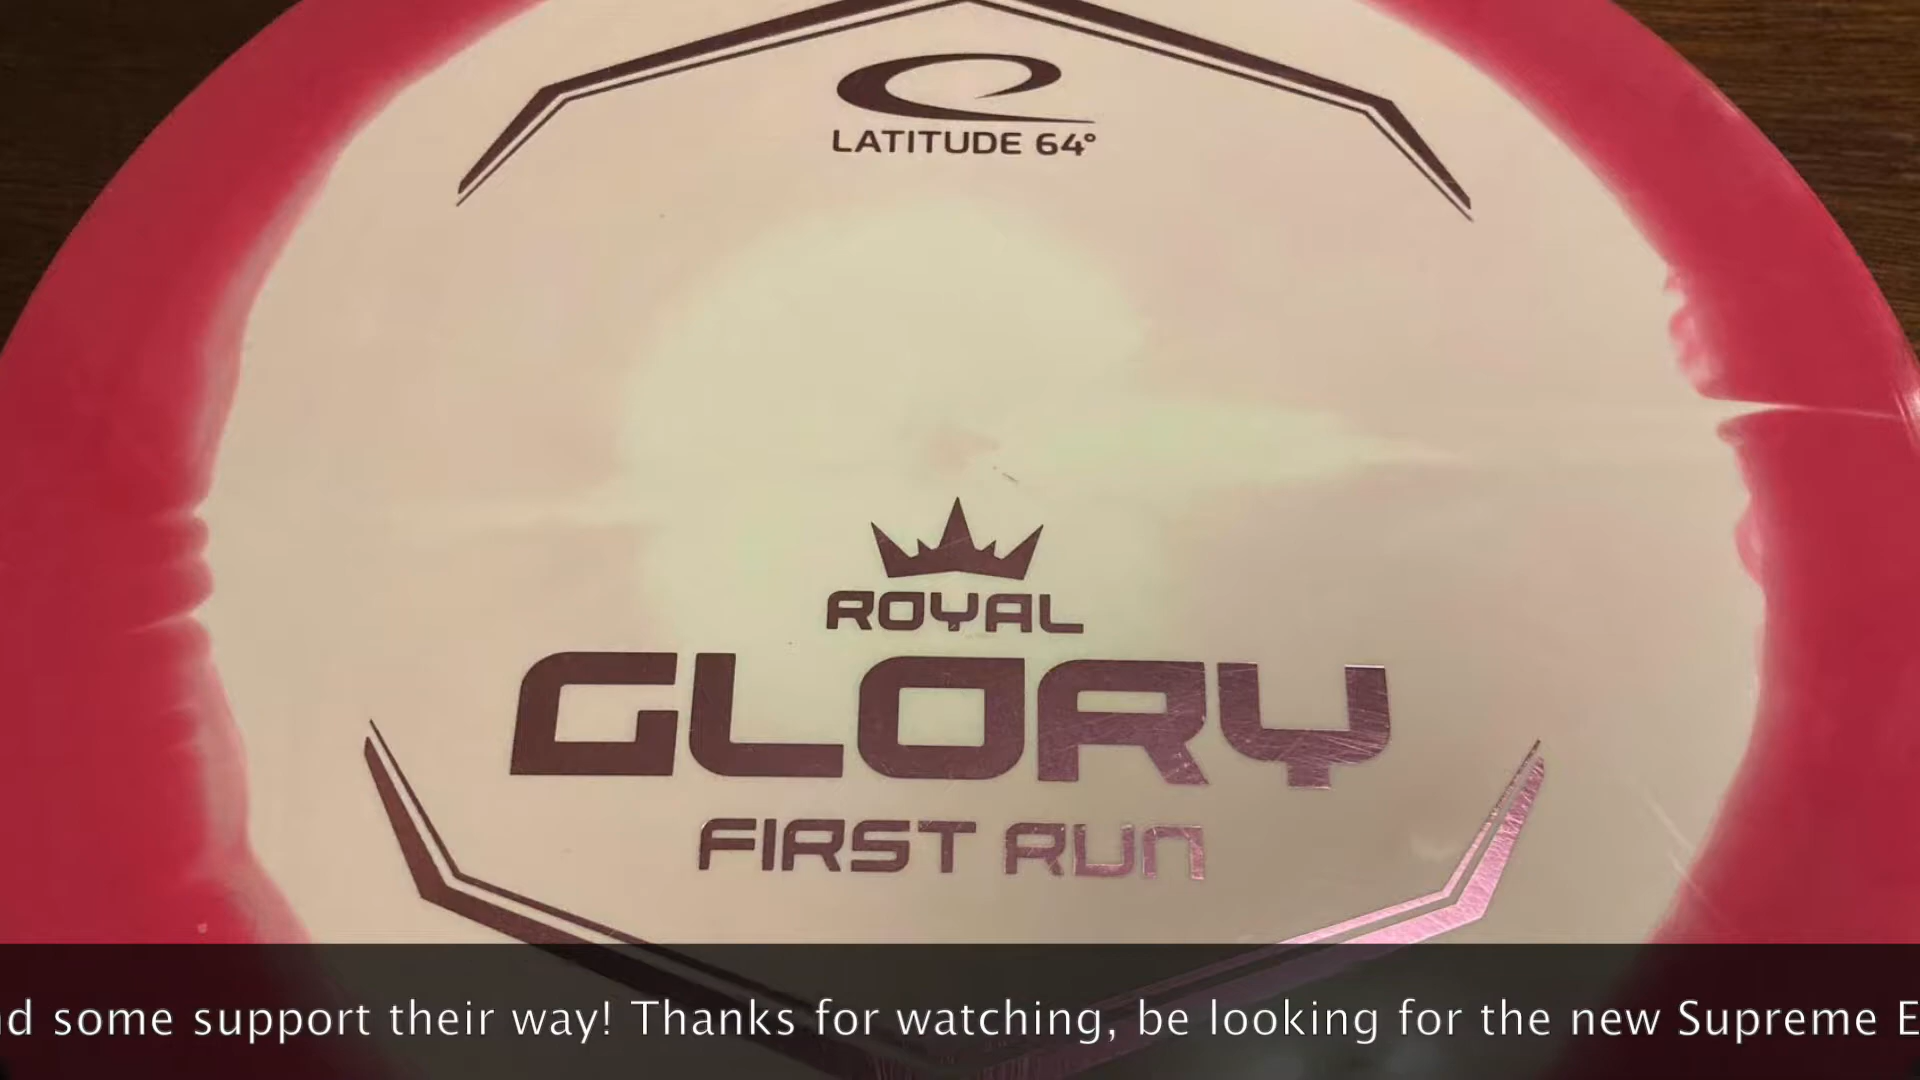 LATITUDE 64°
ROYAL
GLORY
FIRST RUN
some support their way! Thanks for watching, be looking for the new Supreme